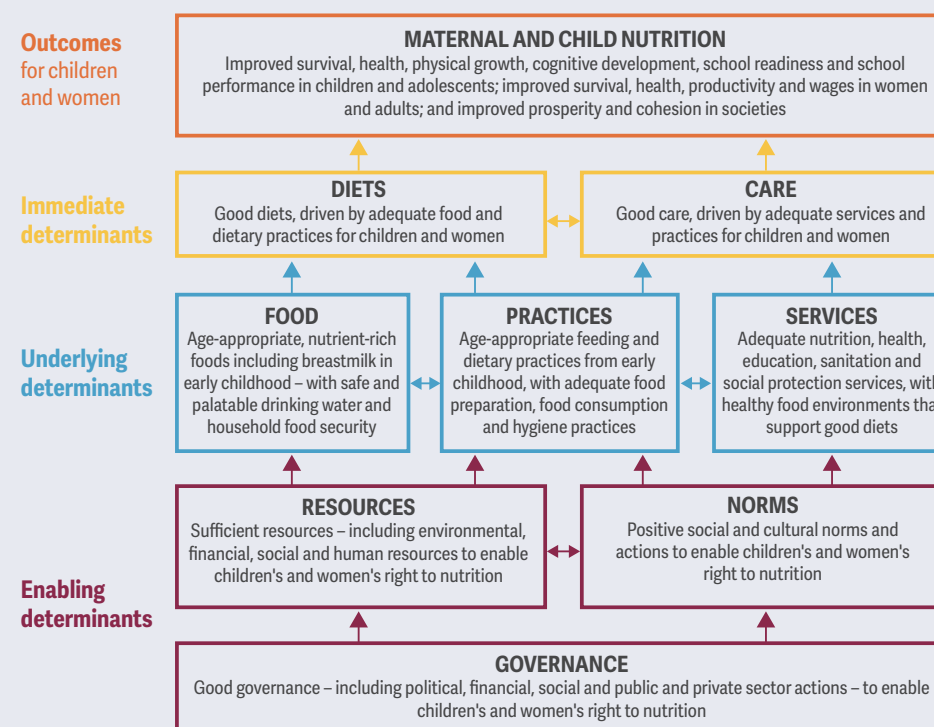 Outcomes
for children
and women
MATERNAL AND CHILD NUTRITION
Improved survival, health, physical growth, cognitive development, school readiness and school
performance in children and adolescents; improved survival, health, productivity and wages in women
and adults; and improved prosperity and cohesion in societies
Immediate
determinants
DIETS
Good diets, driven by adequate food and
dietary practices for children and women
CARE
Good care, driven by adequate services and
practices for children and women
Underlying
determinants
FOOD
Age-appropriate, nutrient-rich
foods including breastmilk in
early childhood – with safe and
palatable drinking water and
household food security
PRACTICES
Age-appropriate feeding and
dietary practices from early
childhood, with adequate food
preparation, food consumption
and hygiene practices
SERVICES
Adequate nutrition, health,
education, sanitation and
social protection services,
healthy food environments
support good diets
Enabling
determinants
RESOURCES
Sufficient resources – including environmental,
financial, social and human resources to enable
children's and women's right to nutrition
NORMS
Positive social and cultural norms and
actions to enable children's and women's
right to nutrition
GOVERNANCE
Good governance – including political, financial, social and public and private sector actions – to enable
children's and women's right to nutrition